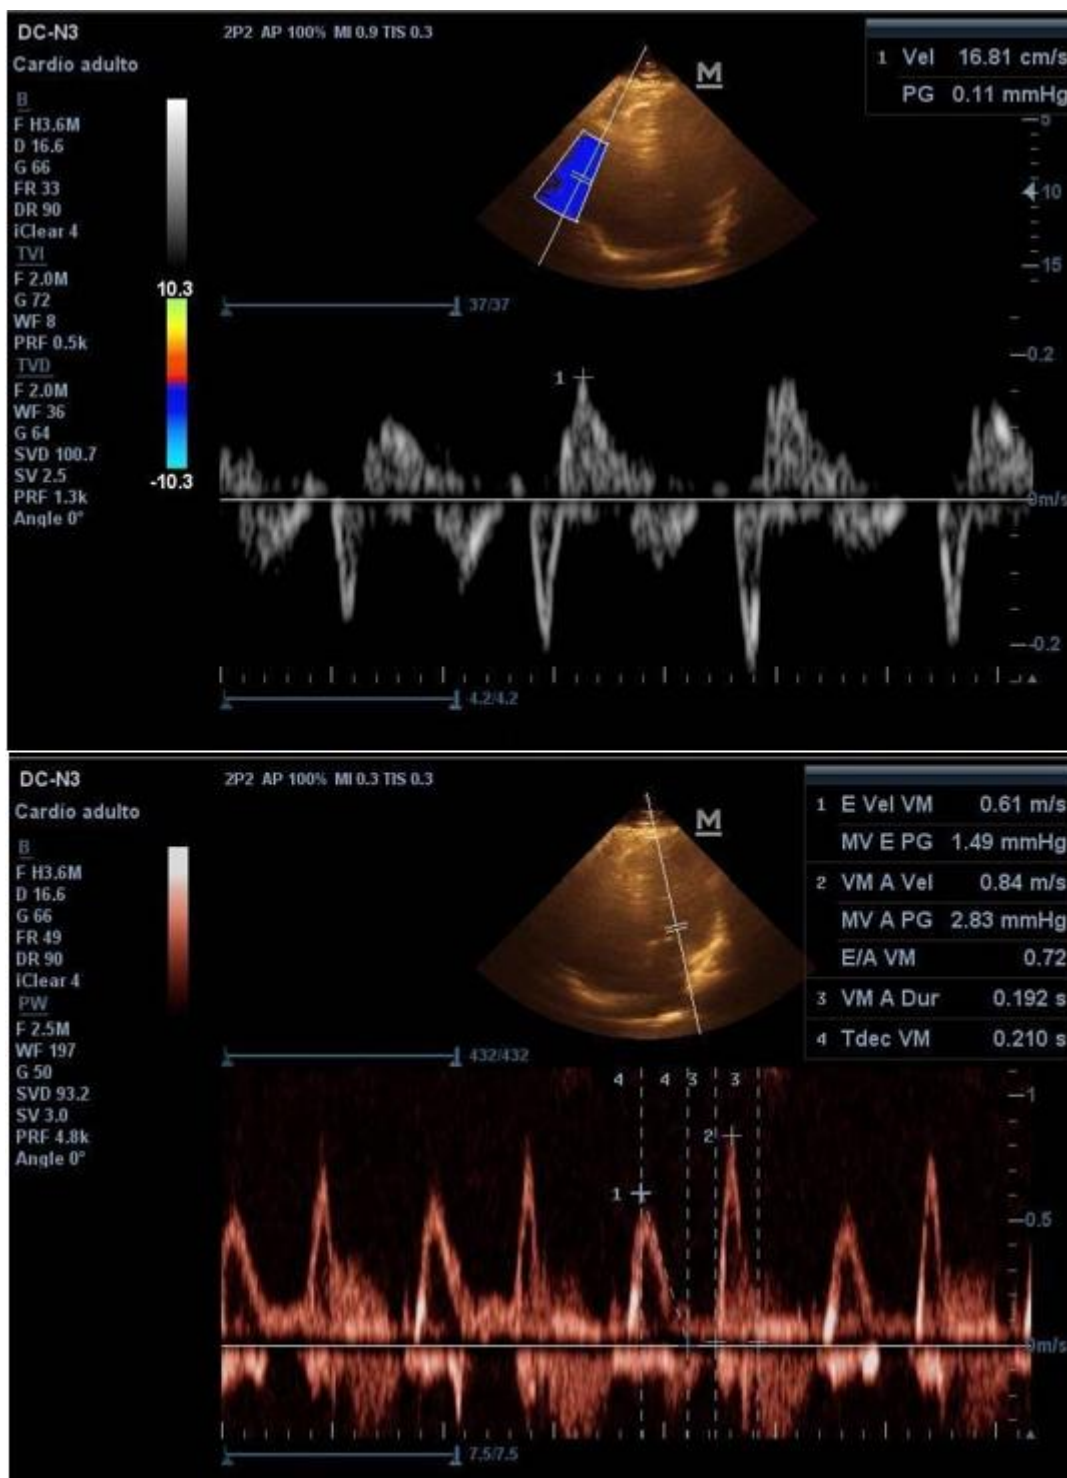 DC-N3
2P2 AP 100% MI 0.9 TIS 0.3
Cardio adulto
1 Vel 16.81 cm/s
PG 0.11 mmHg
M
B
F H3.6M
D 16.6
G 66
FR 33
DR 90
iClear 4
TVI
F 2.0M
G 72
WF 8
PRF 0.5k
TVD
F 2.0M
WF 36
G 64
SVD 100.7
SV 2.5
PRF 1.3k
Angle 0°
10.3
-10.3
5
10
15
37/37
0.2
1
0m/s
-0.2
4.2/4.2
DC-N3
2P2 AP 100% MI 0.3 TIS 0.3
Cardio adulto
1 E Vel VM 0.61 m/s
MV E PG 1.49 mmHg
2 VM A Vel 0.84 m/s
MV A PG 2.83 mmHg
E/A VM 0.72
3 VM A Dur 0.192 s
4 Tdec VM 0.210 s
M
B
F H3.6M
D 16.6
G 66
FR 49
DR 90
iClear 4
PW
F 2.5M
WF 197
G 50
SVD 93.2
SV 3.0
PRF 4.8k
Angle 0°
432/432
4 4 3 3
1
2
1
0.5
0m/s
7.5/7.5